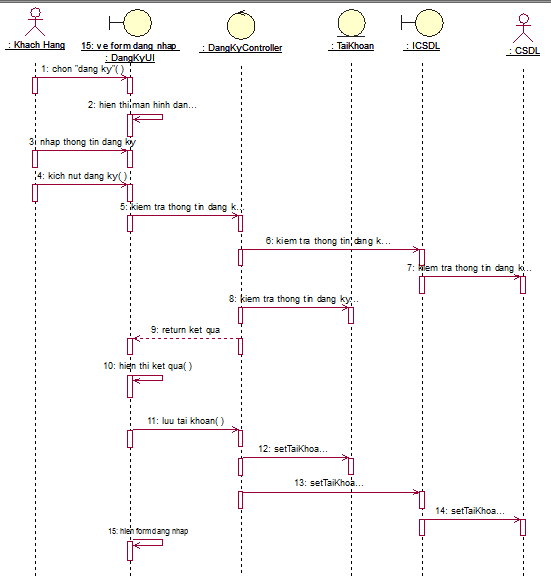 : Khach Hang
15: ve form dang nhap
: DangKyUI
: DangKyController
: TaiKhoan
: ICSDL
: CSDL
1: chon "dang ky"( )
2: hien thi man hinh dan...
3: nhap thong tin dang ky
4: kich nut dang ky( )
5: kiem tra thong tin dang k...
6: kiem tra thong tin dang k...
7: kiem tra thong tin dang k...
8: kiem tra thong tin dang ky...
9: return ket qua
10: hien thi ket qua( )
11: luu tai khoan( )
12: setTaiKhoa...
13: setTaiKhoa...
14: setTaiKhoa...
15: hien form dang nhap